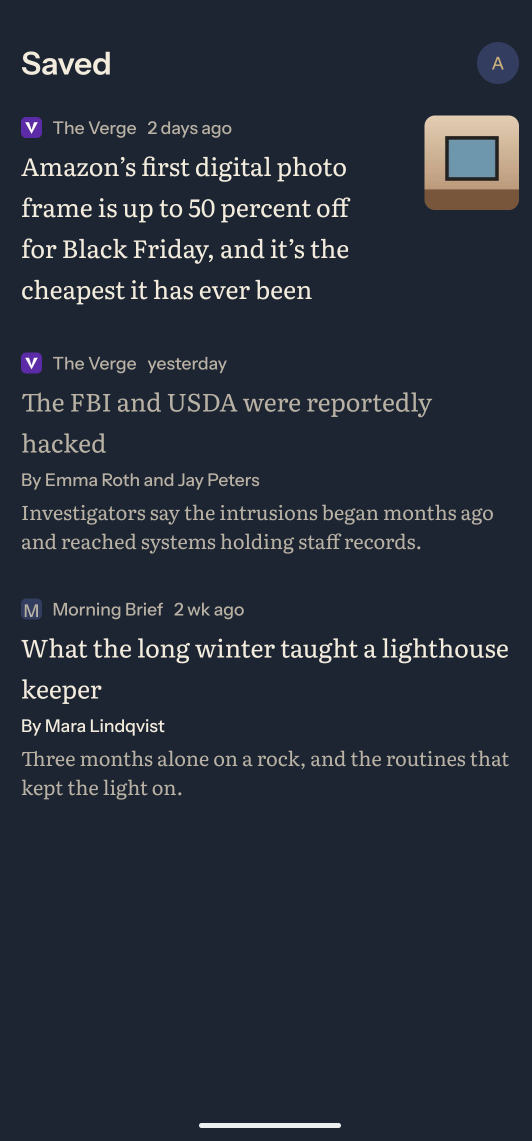 Saved
A
V The Verge 2 days ago
Amazon’s first digital photo
frame is up to 50 percent off
for Black Friday, and it’s the
cheapest it has ever been
V The Verge yesterday
The FBI and USDA were reportedly
hacked
By Emma Roth and Jay Peters
Investigators say the intrusions began months ago
and reached systems holding staff records.
M Morning Brief 2 wk ago
What the long winter taught a lighthouse
keeper
By Mara Lindqvist
Three months alone on a rock, and the routines that
kept the light on.